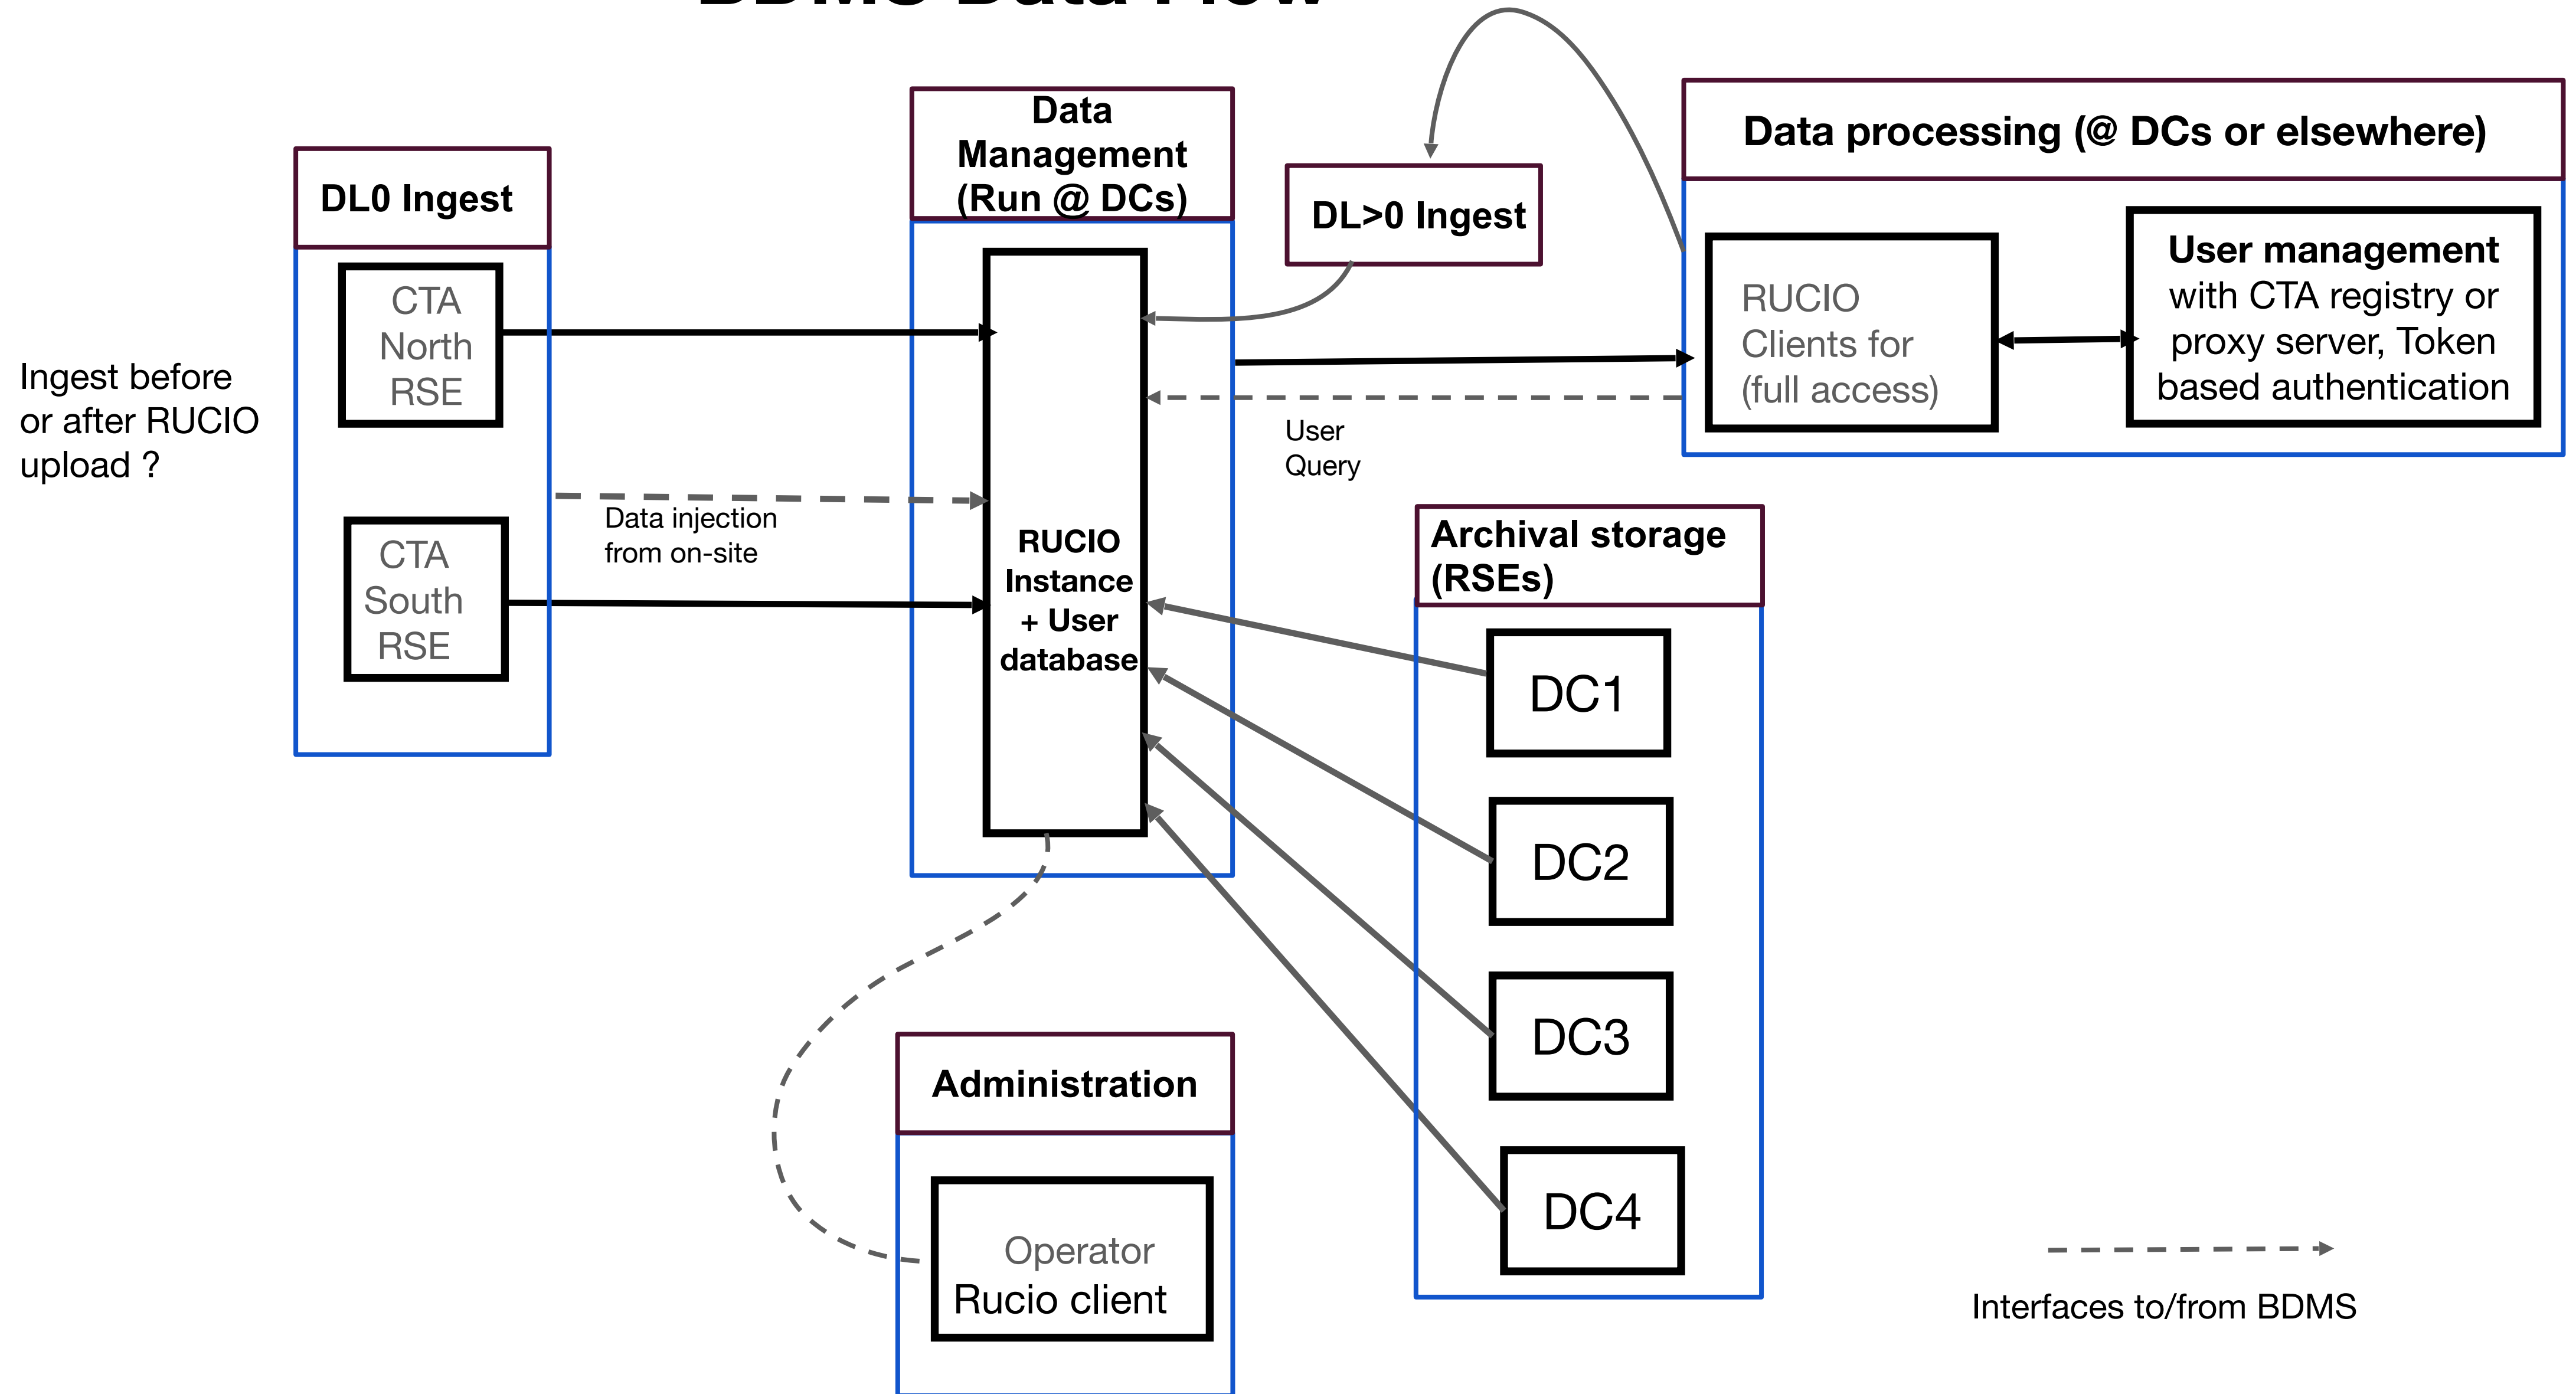 BDMS Data Flow
Data
Management
(Run @ DCs)
Data processing (@ DCs or elsewhere)
DL0 Ingest
DL>0 Ingest
CTA
North
RSE
RUCIO
Clients for
(full access)
User management
with CTA registry or
proxy server, Token
based authentication
Ingest before
or after RUCIO
upload ?
User
Query
Data injection
from on-site
CTA
South
RSE
RUCIO
Instance
+ User
database
Archival storage
(RSEs)
DC1
DC2
DC3
DC4
Administration
Operator
Rucio client
Interfaces to/from BDMS